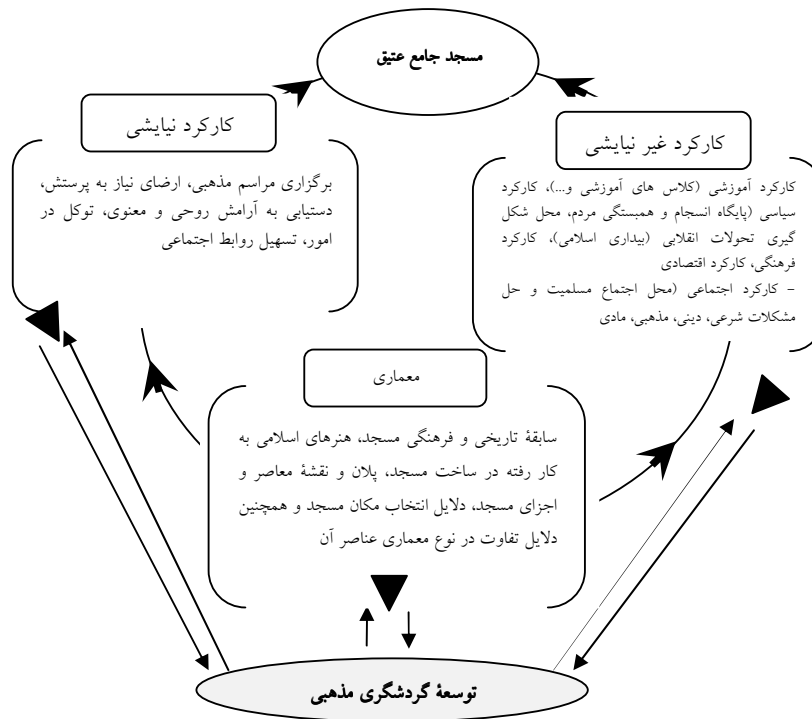 مسجد جامع عتیق
کارکرد غیر نیایشی
کارکرد آموزشی (کلاس های آموزشی و...)، کارکرد
سیاسی (پایگاه انسجام و همبستگی مردم، محل شکل
گیری تحولات انقلابی (بیداری اسلامی)، کارکرد
فرهنگی، کارکرد اقتصادی
- کارکرد اجتماعی (محل اجتماع مسلمیت و حل
مشکلات شرعی، دینی، مذهبی، مادی
کارکرد نیایشی
برگزاری مراسم مذهبی، ارضای نیاز به پرستش،
دستیابی به آرامش روحی و معنوی، توکل در
امور، تسهیل روابط اجتماعی
معماری
سابقۀ تاریخی و فرهنگی مسجد، هنرهای اسلامی به
کار رفته در ساخت مسجد، پلان و نقشۀ معاصر و
اجزای مسجد، دلایل انتخاب مکان مسجد و همچنین
دلایل تفاوت در نوع معماری عناصر آن
توسعۀ گردشگری مذهبی